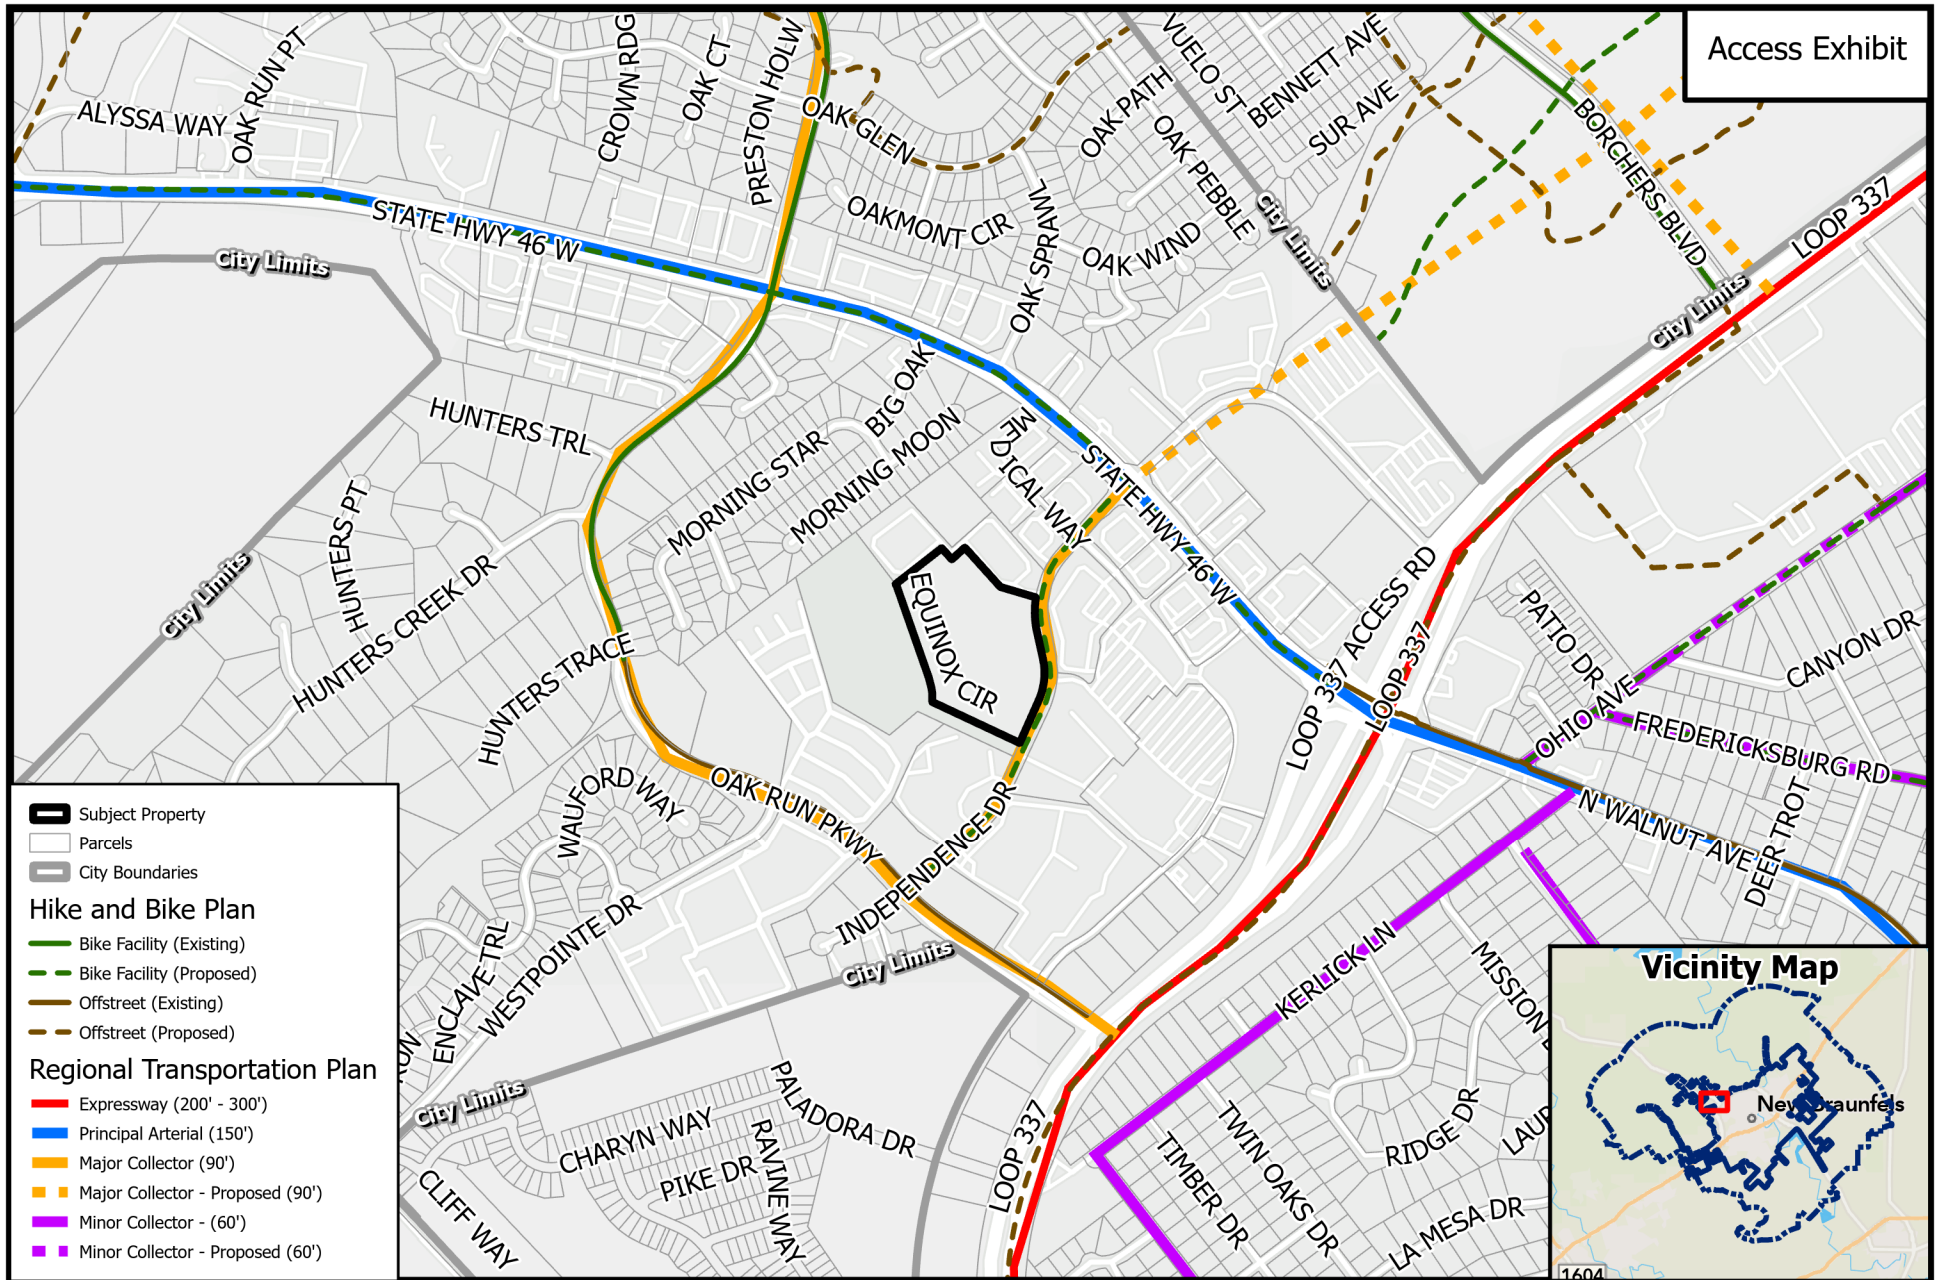 Access Exhibit
ALYSSA WAY
OAK RUN PT
CROWN RDG
OAK CT
PRESTON HOLW
OAK GLEN
OAK PATH
OAK PEBBLE
VUELO ST
BENNETT AVE
SUR AVE
BORCHERS BLVD
LOOP 337
STATE HWY 46 W
City Limits
OAKMONT CIR
OAK SPRAWL
OAK WIND
City Limits
City Limits
HUNTERS TRL
BIG OAK
MORNING STAR
MORNING MOON
MEDICAL WAY
STATE HWY 46 W
HUNTERS PT
HUNTERS CREEK DR
City Limits
HUNTERS TRACE
EQUINOX CIR
LOOP 337 ACCESS RD
LOOP 337
PATIO DR
CANYON DR
OHIO AVE
FREDERICKSBURG RD
N WALNUT AVE
DEER TROT
WAUFORD WAY
OAK RUN PKWY
INDEPENDENCE DR
City Limits
ENCLAVE TRL
WESTPOINTE DR
KERLICK LN
MISSION
City Limits
CHARYN WAY
PIKE DR
RAVINE WAY
PALADORA DR
CLIFF WAY
LOOP 337
TIMBER DR
TWIN OAKS DR
RIDGE DR
LAUR
LA MESA DR
Subject Property
Parcels
City Boundaries
Hike and Bike Plan
Bike Facility (Existing)
Bike Facility (Proposed)
Offstreet (Existing)
Offstreet (Proposed)
Regional Transportation Plan
Expressway (200' - 300')
Principal Arterial (150')
Major Collector (90')
Major Collector - Proposed (90')
Minor Collector - (60')
Minor Collector - Proposed (60')
Vicinity Map
New Braunfels
1604